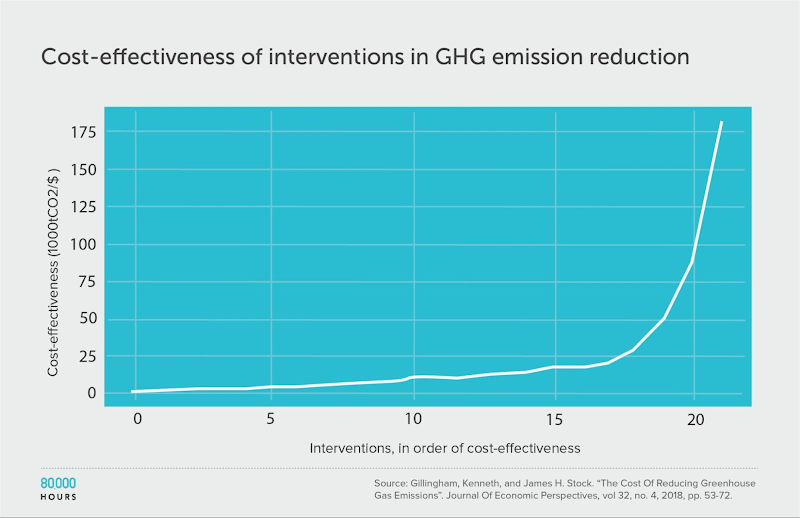 Cost-effectiveness of interventions in GHG emission reduction
Cost-effectiveness (1000tCO2/$ )
175
150
125
100
75
50
25
0
0 5 10 15 20
Interventions, in order of cost-effectiveness
80,000
HOURS
Source: Gillingham, Kenneth, and James H. Stock. “The Cost Of Reducing Greenhouse
Gas Emissions”. Journal Of Economic Perspectives, vol 32, no. 4, 2018, pp. 53-72.